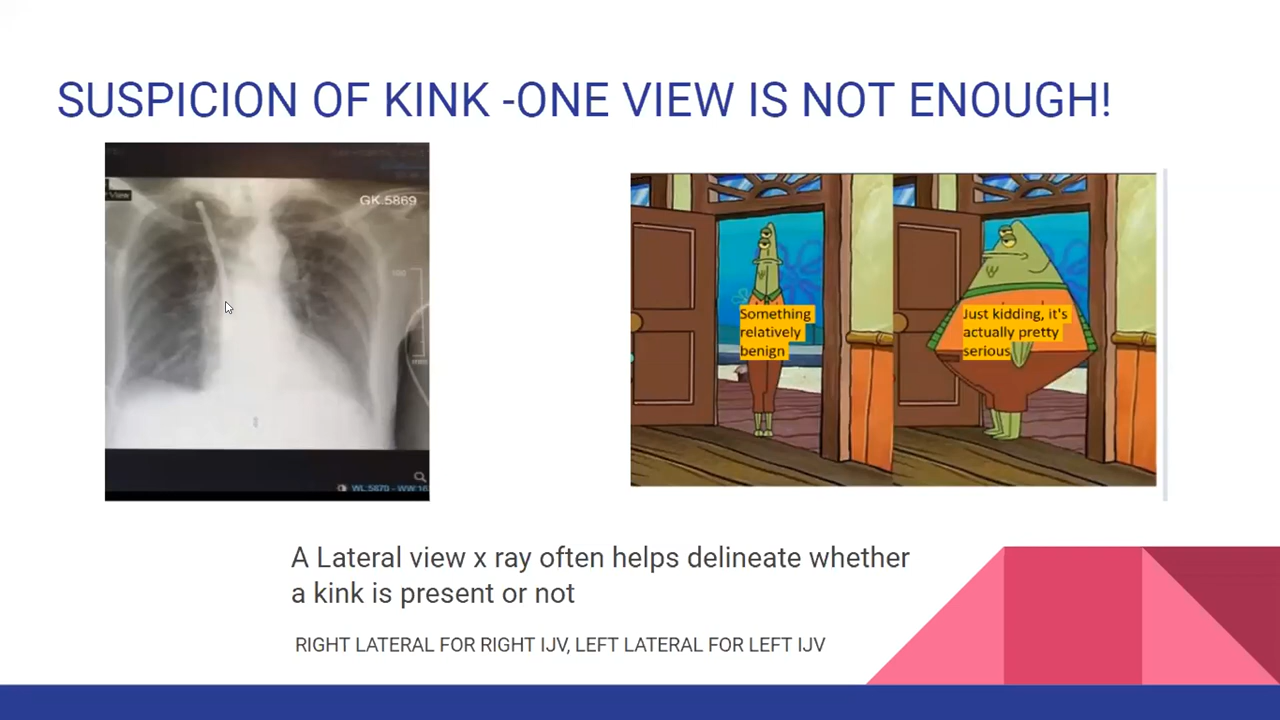 SUSPICION OF KINK -ONE VIEW IS NOT ENOUGH!
View
GK.5869
Something
relatively
benign
Just kidding, it's
actually pretty
serious
A Lateral view x ray often helps delineate whether
a kink is present or not
RIGHT LATERAL FOR RIGHT IJV, LEFT LATERAL FOR LEFT IJV